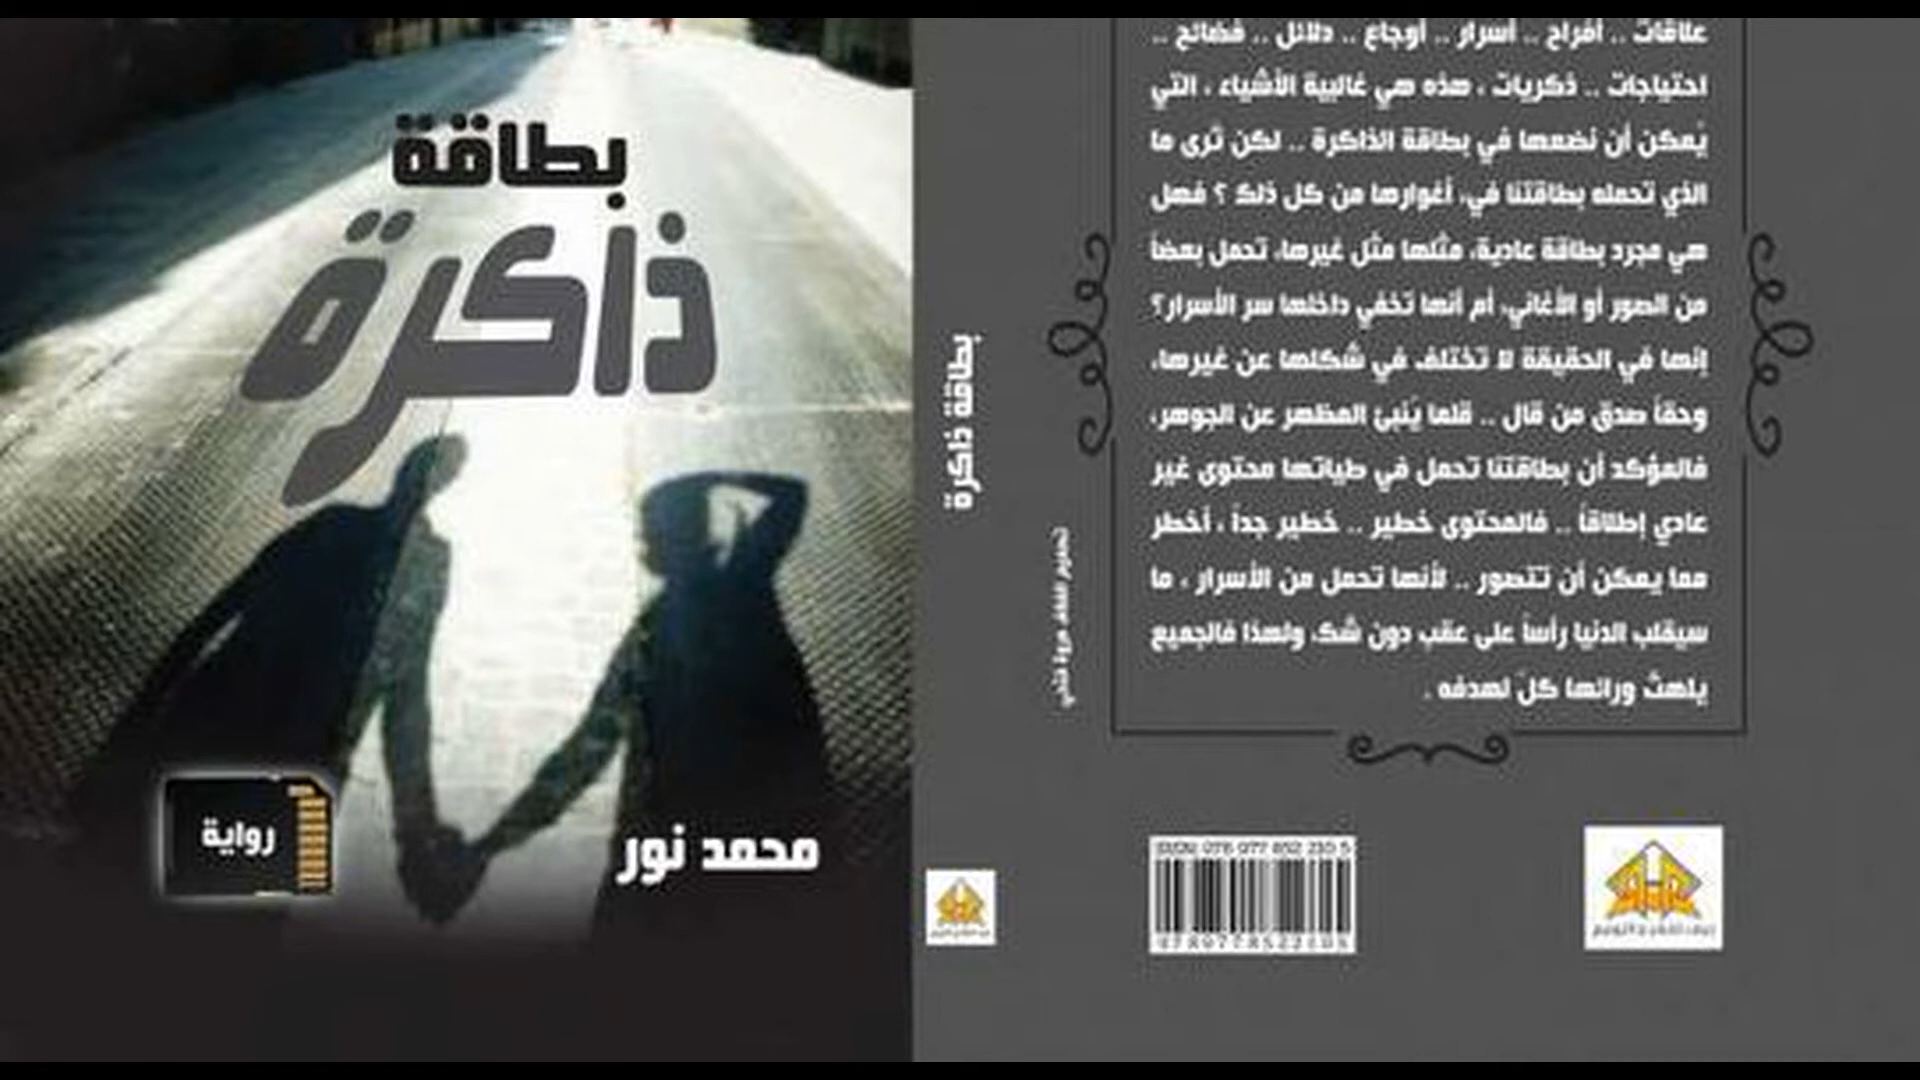 بطاقة
ذاكرة
رواية
محمد نور
بطاقة ذاكرة
علاقات .. أفراح .. أسرار .. أوجاع .. دلائل .. فضائح ..
احتياجات .. ذكريات ، هذه هي غالبية الأشياء ، التي
يُمكن أن نضعها في بطاقة الذاكرة .. لكن تُرى ما
الذي تحمله بطاقتنا في، أغوارها من كل ذلك ؟ فهل
هي مجرد بطاقة عادية، مثلها مثل غيرها، تحمل بعضاً
من الصور أو الأغاني، أم أنها تخفي داخلها سر الأسرار؟
إنها في الحقيقة لا تختلف في شكلها عن غيرها،
وحقاً صدق من قال .. قلما يُنبئ المظهر عن الجوهر،
فالمؤكد أن بطاقتنا تحمل في طياتها محتوى غير
عادي إطلاقاً .. فالمحتوى خطير .. خطير جداً ، أخطر
مما يمكن أن تتصور .. لأنها تحمل من الأسرار ، ما
سيقلب الدنيا رأساً على عقب دون شك، ولهذا فالجميع
يلهث ورائها كلً لهدفه .